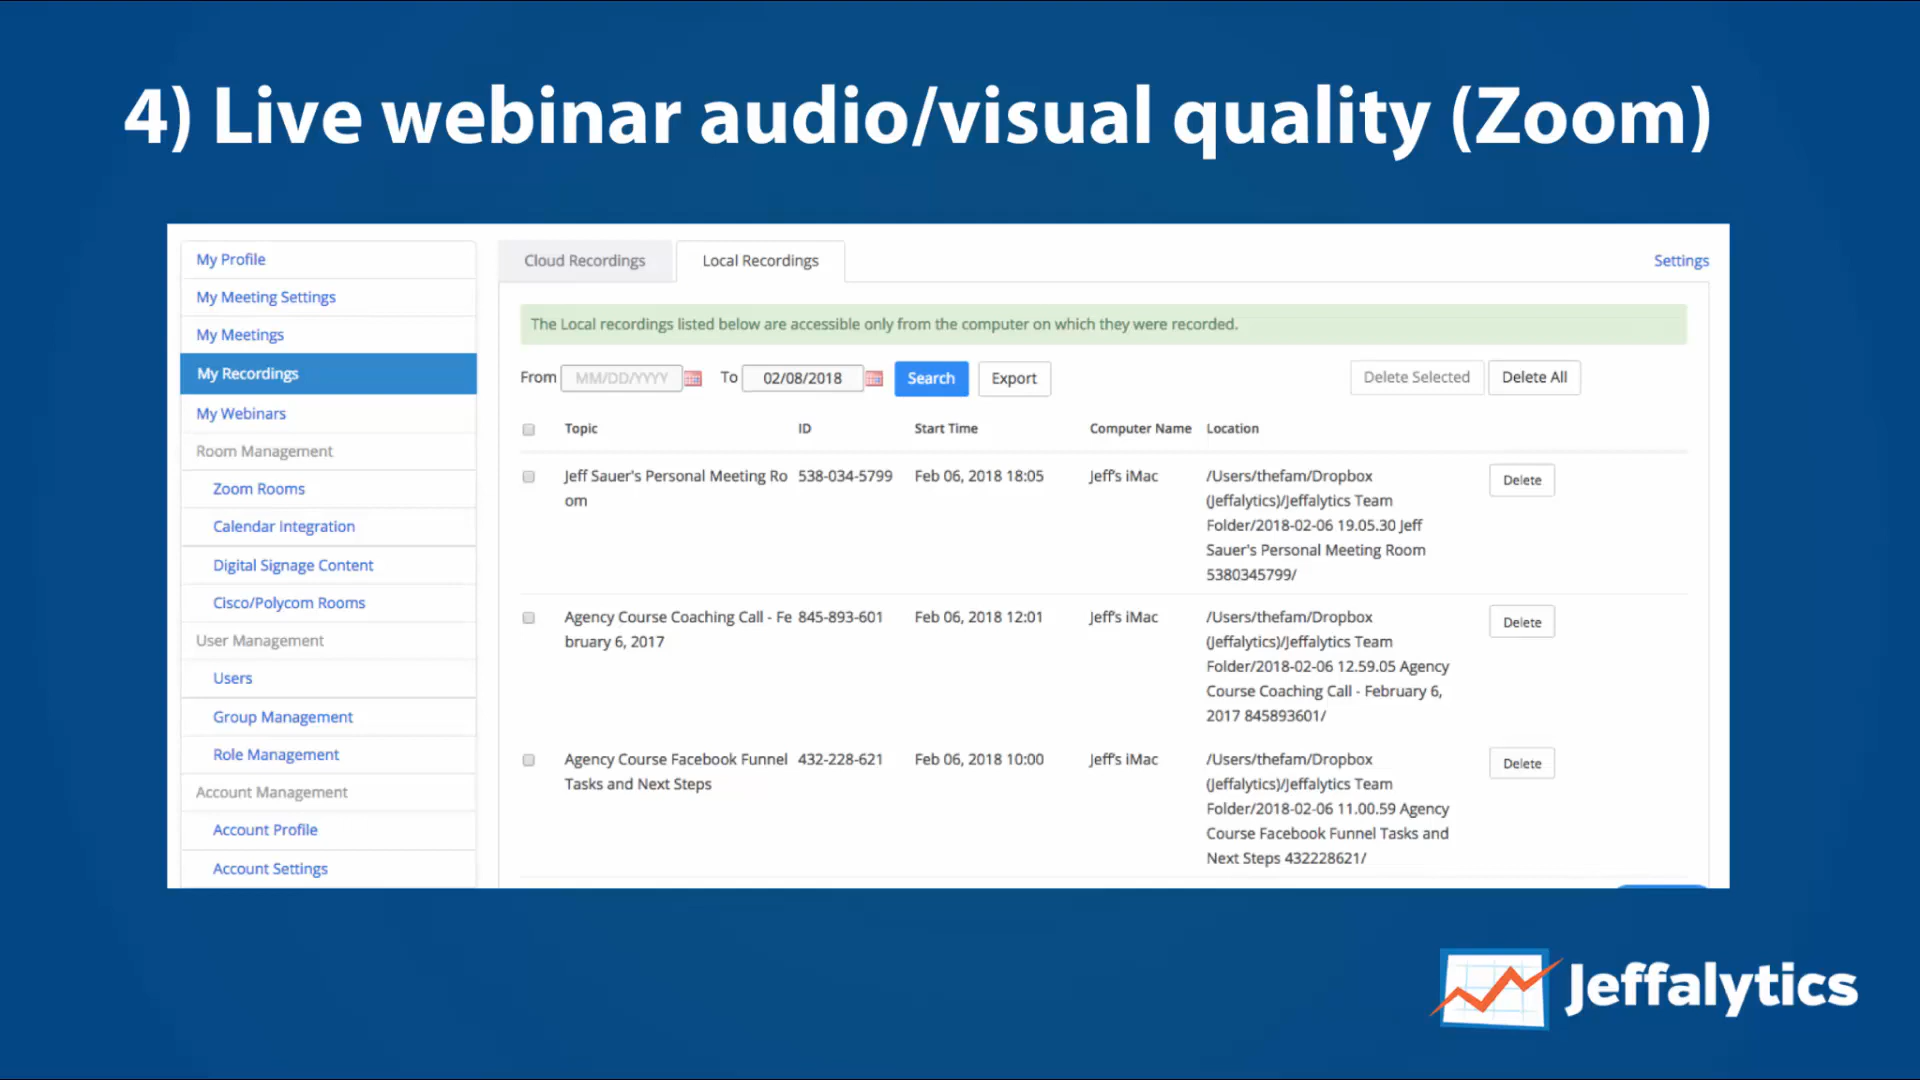 4) Live webinar audio/visual quality (Zoom)
My Profile
My Meeting Settings
My Meetings
My Recordings
My Webinars
Room Management
Zoom Rooms
Calendar Integration
Digital Signage Content
Cisco/Polycom Rooms
User Management
Users
Group Management
Role Management
Account Management
Account Profile
Account Settings
Cloud Recordings
Local Recordings
Settings
The Local recordings listed below are accessible only from the computer on which they were recorded.
From MM/DD/YYYY To 02/08/2018 Search Export Delete Selected Delete All
Topic ID Start Time Computer Name Location
Jeff Sauer's Personal Meeting Ro 538-034-5799 Feb 06, 2018 18:05 Jeff's iMac /Users/thefam/Dropbox Delete
om (Jeffalytics)/Jeffalytics Team
Folder/2018-02-06 19.05.30 Jeff
Sauer's Personal Meeting Room
5380345799/
Agency Course Coaching Call - Fe 845-893-601 Feb 06, 2018 12:01 Jeff's iMac /Users/thefam/Dropbox Delete
bruary 6, 2017 (Jeffalytics)/Jeffalytics Team
Folder/2018-02-06 12.59.05 Agency
Course Coaching Call - February 6,
2017 845893601/
Agency Course Facebook Funnel 432-228-621 Feb 06, 2018 10:00 Jeff's iMac /Users/thefam/Dropbox Delete
Tasks and Next Steps (Jeffalytics)/Jeffalytics Team
Folder/2018-02-06 11.00.59 Agency
Course Facebook Funnel Tasks and
Next Steps 432228621/
Jeffalytics